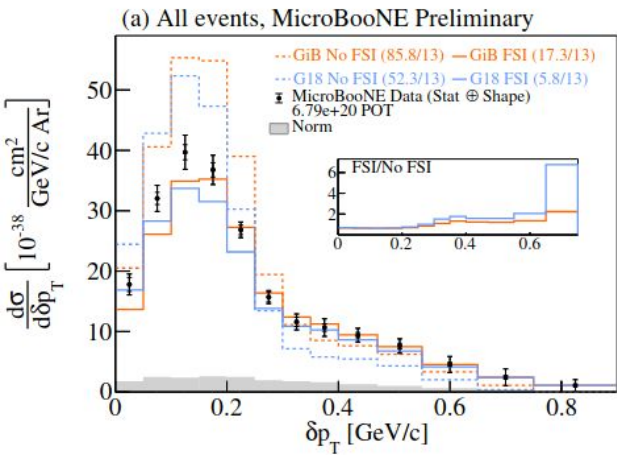 (a) All events, MicroBooNE Preliminary
GiB No FSI (85.8/13) GiB FSI (17.3/13)
G18 No FSI (52.3/13) G18 FSI (5.8/13)
MicroBooNE Data (Stat ⊕ Shape)
6.79e+20 POT
Norm
50
40
30
20
10
0
dσ/dδp_T [10^-38 cm^2/GeV/c Ar]
FSI/No FSI
6
4
2
0 0.2 0.4 0.6
0 0.2 0.4 0.6 0.8
δp_T [GeV/c]